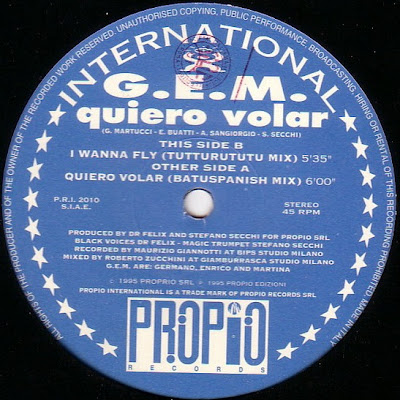 ALL RIGHTS OF THE PRODUCER AND OF THE OWNER OF THE RECORDED WORK RESERVED. UNAUTHORISED COPYING, PUBLIC PERFORMANCE, BROADCASTING, HIRING OR RENTAL OF THIS RECORDING PROHIBITED. MADE IN ITALY
INTERNATIONAL
G.E.M.
quiero volar
(G. MARTUCCI - E. BUATTI - A. SANGIORGIO - S. SECCHI)
THIS SIDE B
I WANNA FLY (TUTTURUTUTU MIX) 5'35"
OTHER SIDE A
QUIERO VOLAR (BATUSPANISH MIX) 6'00"
P.R.I. 2010
S.I.A.E.
STEREO
45 RPM
PRODUCED BY DR FELIX AND STEFANO SECCHI FOR PROPIO SRL
BLACK VOICES DR FELIX - MAGIC TRUMPET STEFANO SECCHI
RECORDED BY MAURIZIO GIANNOTTI AT BIPS STUDIO MILANO
MIXED BY ROBERTO ZUCCHINI AT GIAMBURRASCA STUDIO MILANO
G.E.M. ARE: GERMANO, ENRICO AND MARTINA
℗ 1995 PROPRIO SRL © 1995 PROPIO EDIZIONI
PROPIO INTERNATIONAL IS A TRADE MARK OF PROPIO RECORDS SRL
PROPIO
RECORDS